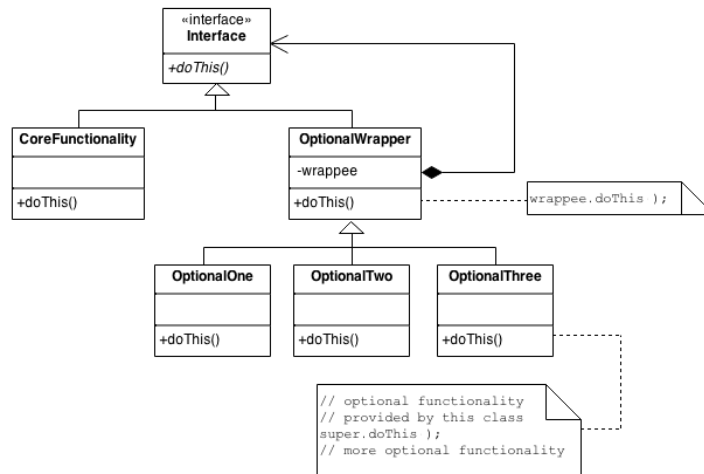 «interface»
Interface
+doThis()
CoreFunctionality
+doThis()
OptionalWrapper
-wrappee
+doThis()
wrappee.doThis );
OptionalOne
+doThis()
OptionalTwo
+doThis()
OptionalThree
+doThis()
// optional functionality
// provided by this class
super.doThis );
// more optional functionality